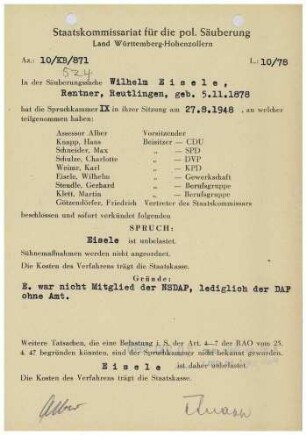 Staatskommissariat für die pol. Säuberung
Land Württemberg-Hohenzollern
Az.: 10/KB/871 L: 10/78
524
In der Säuberungssache Wilhelm Eisele,
Rentner, Reutlingen, geb. 5.11.1878
hat die Spruchkammer IX in ihrer Sitzung am 27.8.1948, an welcher
teilgenommen haben:
Assessor Alber Vorsitzender
Knapp, Hans Beisitzer — CDU
Schneider, Max „ — SPD
Schulze, Charlotte „ — DVP
Weimr, Karl „ — KPD
Eisele, Wilhelm „ — Gewerkschaft
Stendle, Gerhard „ — Berufsgruppe
Klett, Martin „ — Berufsgruppe
Götzendörfer, Friedrich Vertreter des Staatskommissars
beschlossen und sofort verkündet folgenden
SPRUCH:
Eisele ist unbelastet.
Sühnemaßnahmen werden nicht angeordnet.
Die Kosten des Verfahrens trägt die Staatskasse.
Gründe:
E. war nicht Mitglied der NSDAP, lediglich der DAF
ohne Amt.
Weitere Tatsachen, die eine Belastung i. S. der Art. 4—7 der RAO vom 25.
4. 47 begründen könnten, sind der Spruchkammer nicht bekannt geworden.
Eisele ist daher unbelastet.
Die Kosten des Verfahrens trägt die Staatskasse.
Alber Knapp